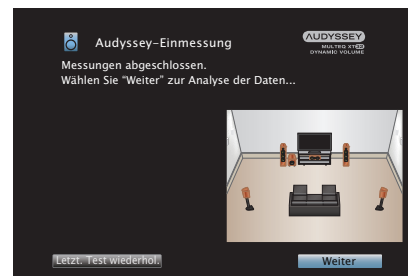 Audyssey-Einmessung
AUDYSSEY
MULTEQ XT32
DYNAMIC VOLUME
Messungen abgeschlossen.
Wählen Sie “Weiter” zur Analyse der Daten...
Letzt. Test wiederhol.
Weiter